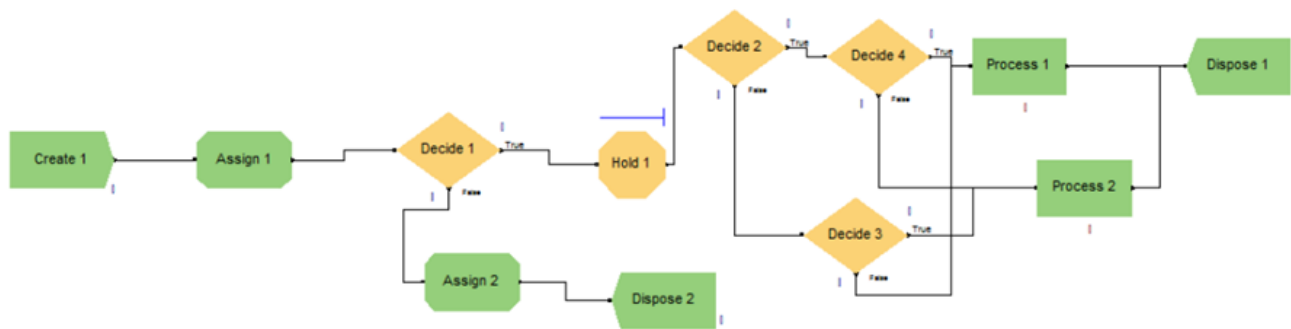 Create 1
Assign 1
Decide 1
True
False
Assign 2
Dispose 2
Hold 1
Decide 2
True
False
Decide 4
True
False
Decide 3
True
False
Process 1
Process 2
Dispose 1